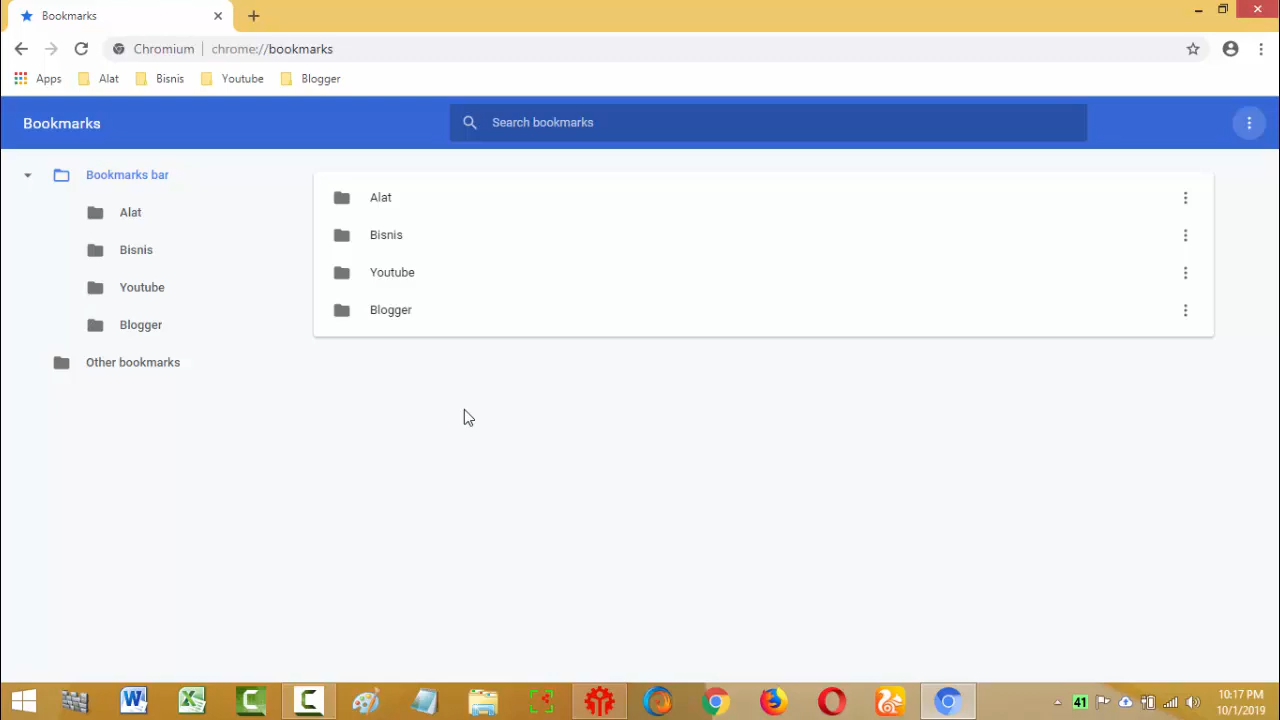 Bookmarks
Chromium chrome://bookmarks
Apps Alat Bisnis Youtube Blogger
Bookmarks Search bookmarks
Bookmarks bar
Alat
Bisnis
Youtube
Blogger
Other bookmarks
Alat
Bisnis
Youtube
Blogger
41
10:17 PM
10/1/2019